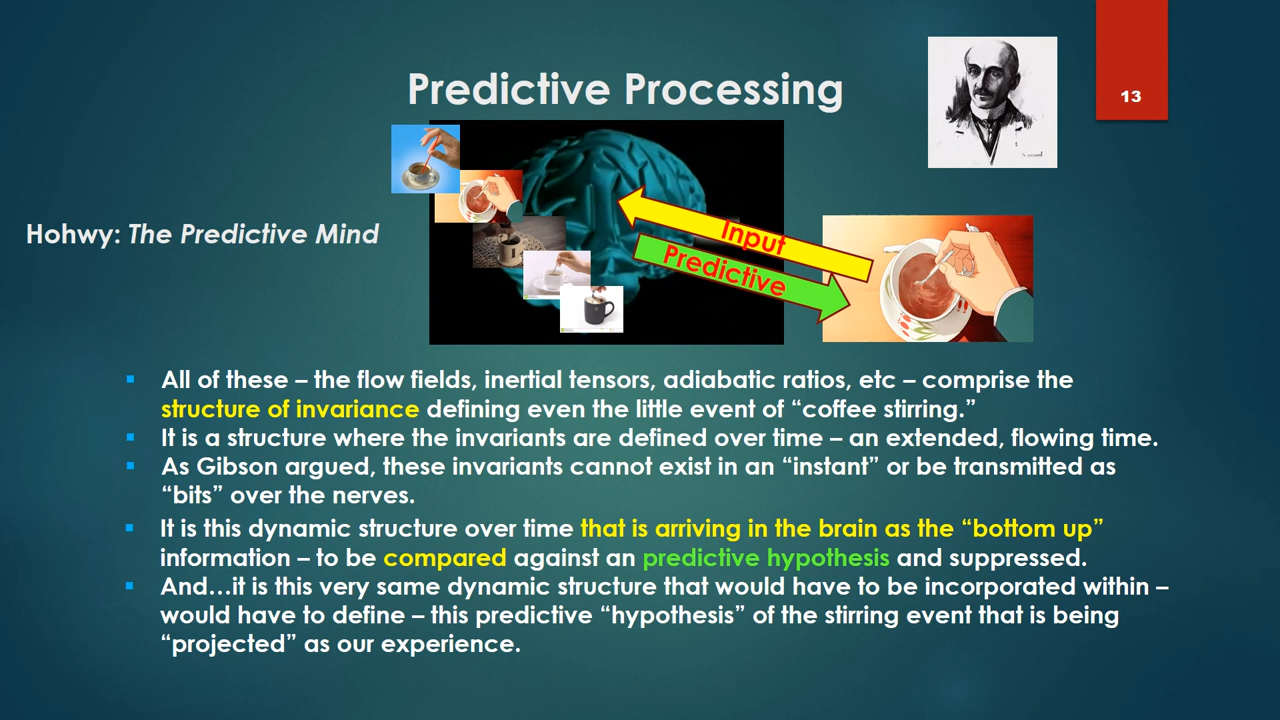 Predictive Processing
13
Hohwy: The Predictive Mind
Input
Predictive
All of these – the flow fields, inertial tensors, adiabatic ratios, etc – comprise the
structure of invariance defining even the little event of “coffee stirring.”
It is a structure where the invariants are defined over time – an extended, flowing time.
As Gibson argued, these invariants cannot exist in an “instant” or be transmitted as
“bits” over the nerves.
It is this dynamic structure over time that is arriving in the brain as the “bottom up”
information – to be compared against an predictive hypothesis and suppressed.
And…it is this very same dynamic structure that would have to be incorporated within –
would have to define – this predictive “hypothesis” of the stirring event that is being
“projected” as our experience.